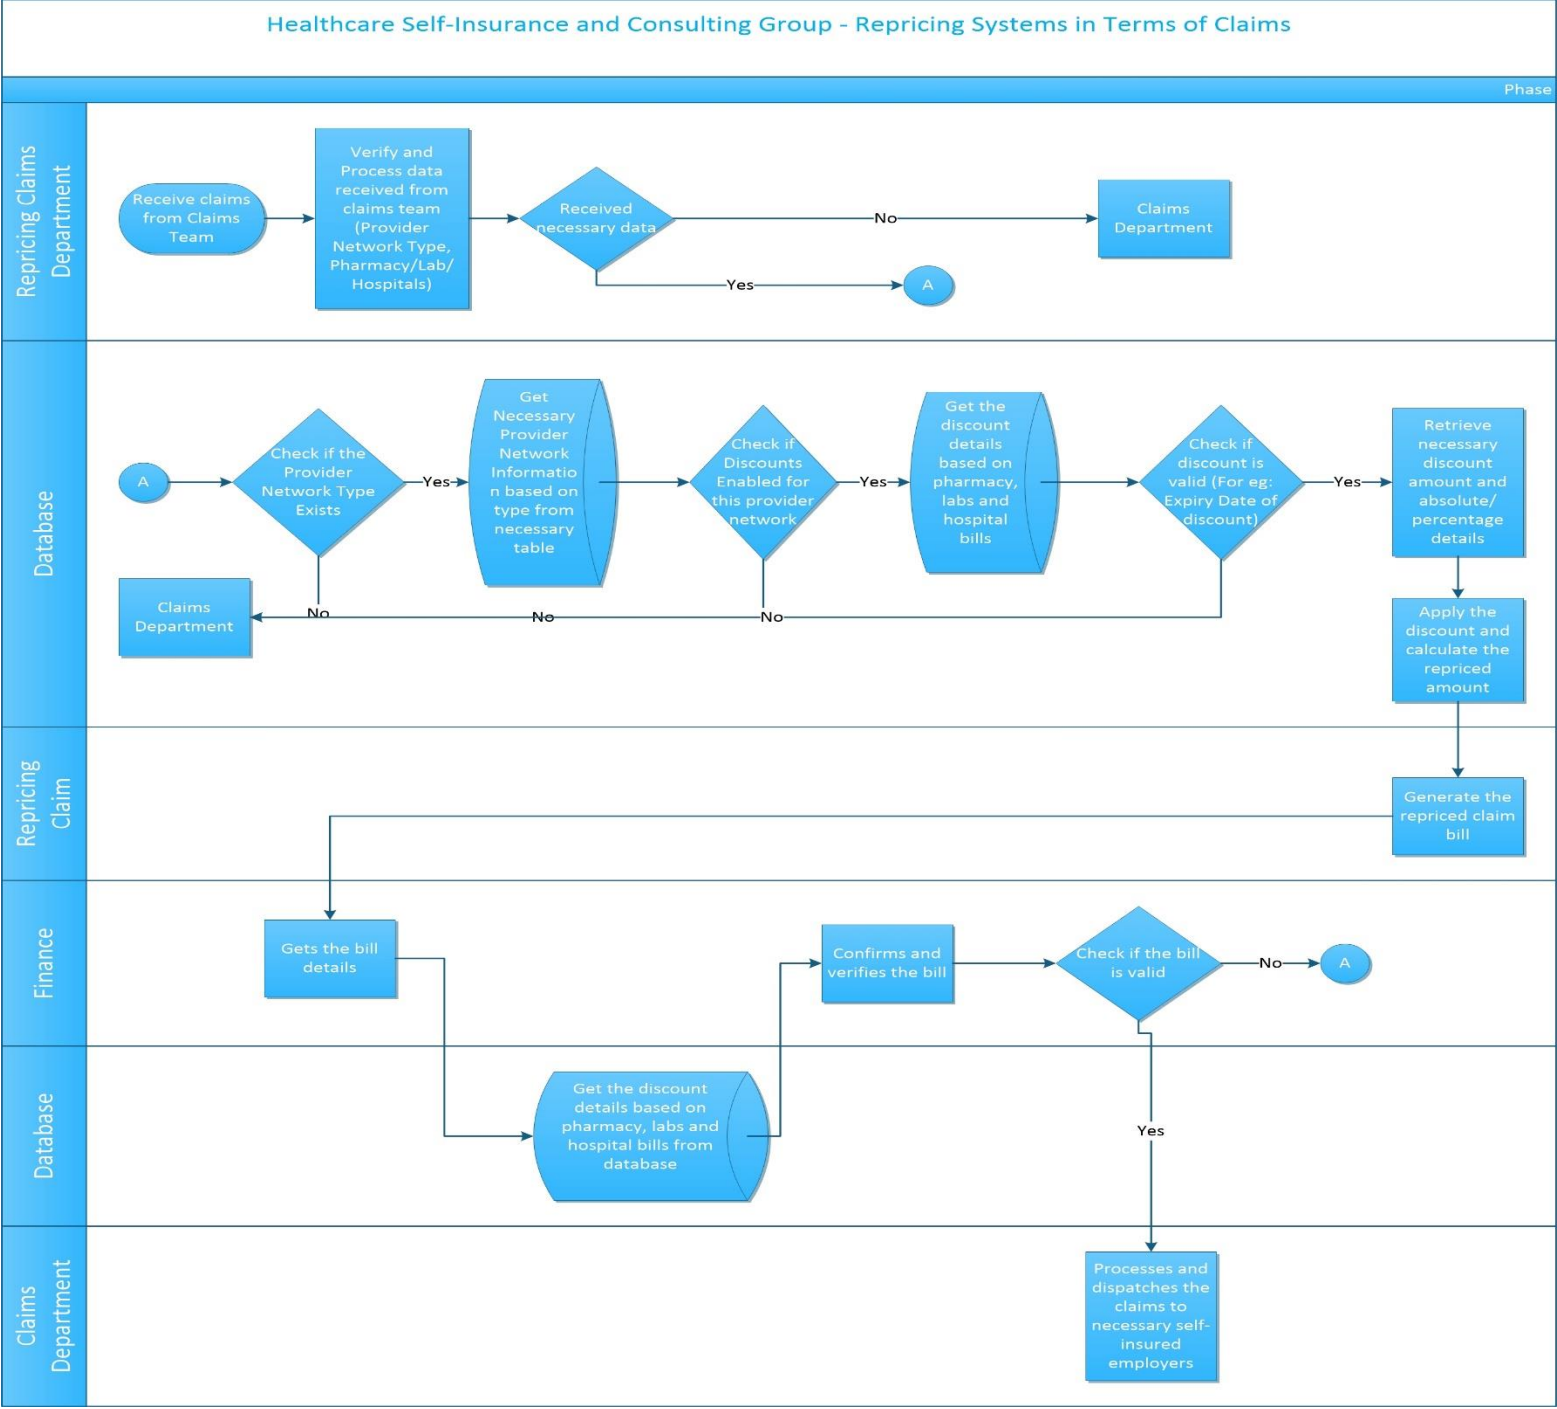 Healthcare Self-Insurance and Consulting Group - Repricing Systems in Terms of Claims
Phase
Repricing Claims
Department
Receive claims
from Claims
Team
Verify and
Process data
received from
claims team
(Provider
Network Type,
Pharmacy/Lab/
Hospitals)
Received
necessary data
No
Claims
Department
Yes
A
Database
A
Check if the
Provider
Network Type
Exists
Yes
Get
Necessary
Provider
Network
Informatio
n based on
type from
necessary
table
Check if
Discounts
Enabled for
this provider
network
Yes
Get the
discount
details
based on
pharmacy,
labs and
hospital
bills
Check if
discount is
valid (For eg:
Expiry Date of
discount)
Yes
Retrieve
necessary
discount
amount and
absolute/
percentage
details
Claims
Department
No
No
No
Apply the
discount and
calculate the
repriced
amount
Repricing
Claim
Generate the
repriced claim
bill
Finance
Gets the bill
details
Confirms and
verifies the bill
Check if the bill
is valid
No
A
Database
Get the discount
details based on
pharmacy, labs and
hospital bills from
database
Yes
Claims
Department
Processes and
dispatches the
claims to
necessary self-
insured
employers